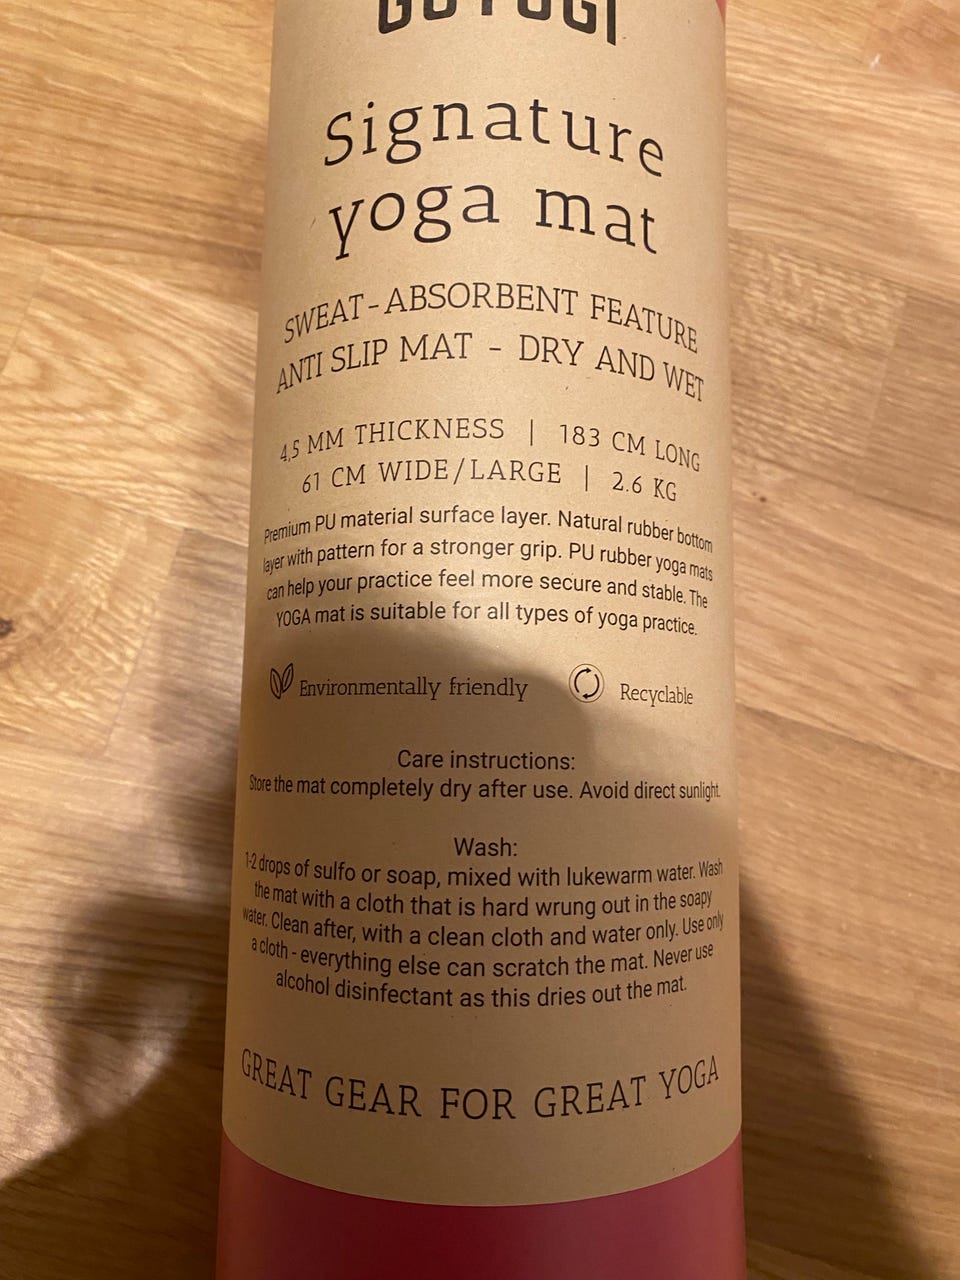 GOYOGI
Signature
yoga mat
SWEAT-ABSORBENT FEATURE
ANTI SLIP MAT - DRY AND WET
4,5 MM THICKNESS | 183 CM LONG
61 CM WIDE/LARGE | 2.6 KG
Premium PU material surface layer. Natural rubber bottom
layer with pattern for a stronger grip. PU rubber yoga mats
can help your practice feel more secure and stable. The
YOGA mat is suitable for all types of yoga practice.
Environmentally friendly Recyclable
Care instructions:
Store the mat completely dry after use. Avoid direct sunlight.
Wash:
1-2 drops of sulfo or soap, mixed with lukewarm water. Wash
the mat with a cloth that is hard wrung out in the soapy
water. Clean after, with a clean cloth and water only. Use only
a cloth - everything else can scratch the mat. Never use
alcohol disinfectant as this dries out the mat.
GREAT GEAR FOR GREAT YOGA